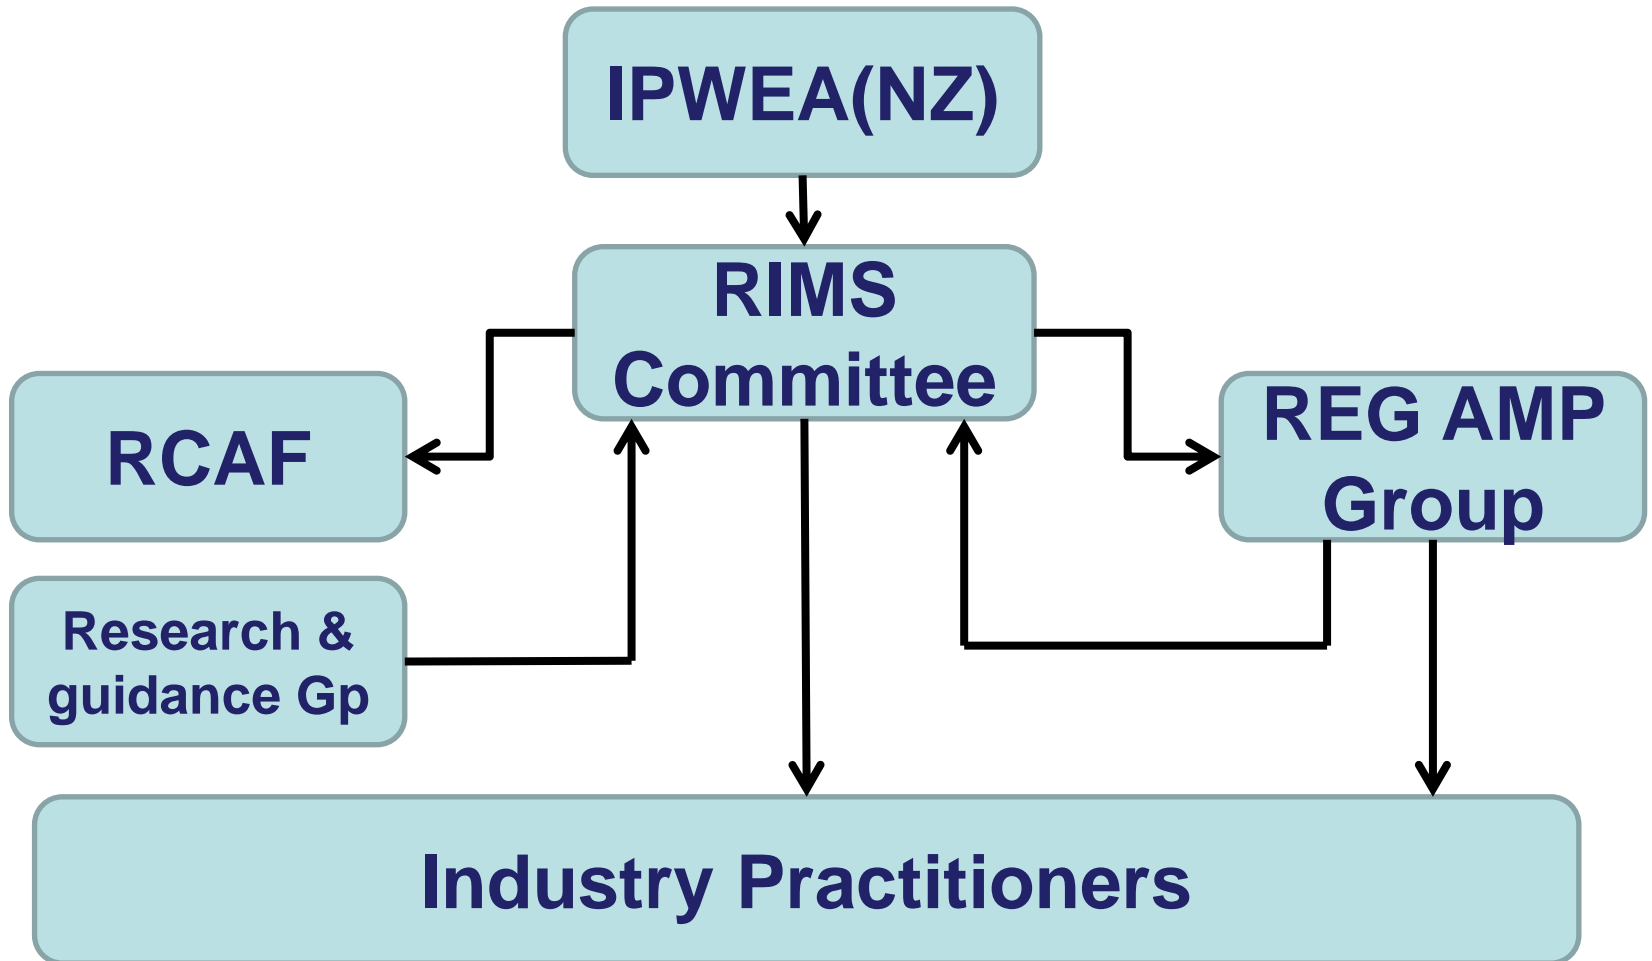 IPWEA(NZ)
RIMS
Committee
RCAF
REG AMP
Group
Research &
guidance Gp
Industry Practitioners